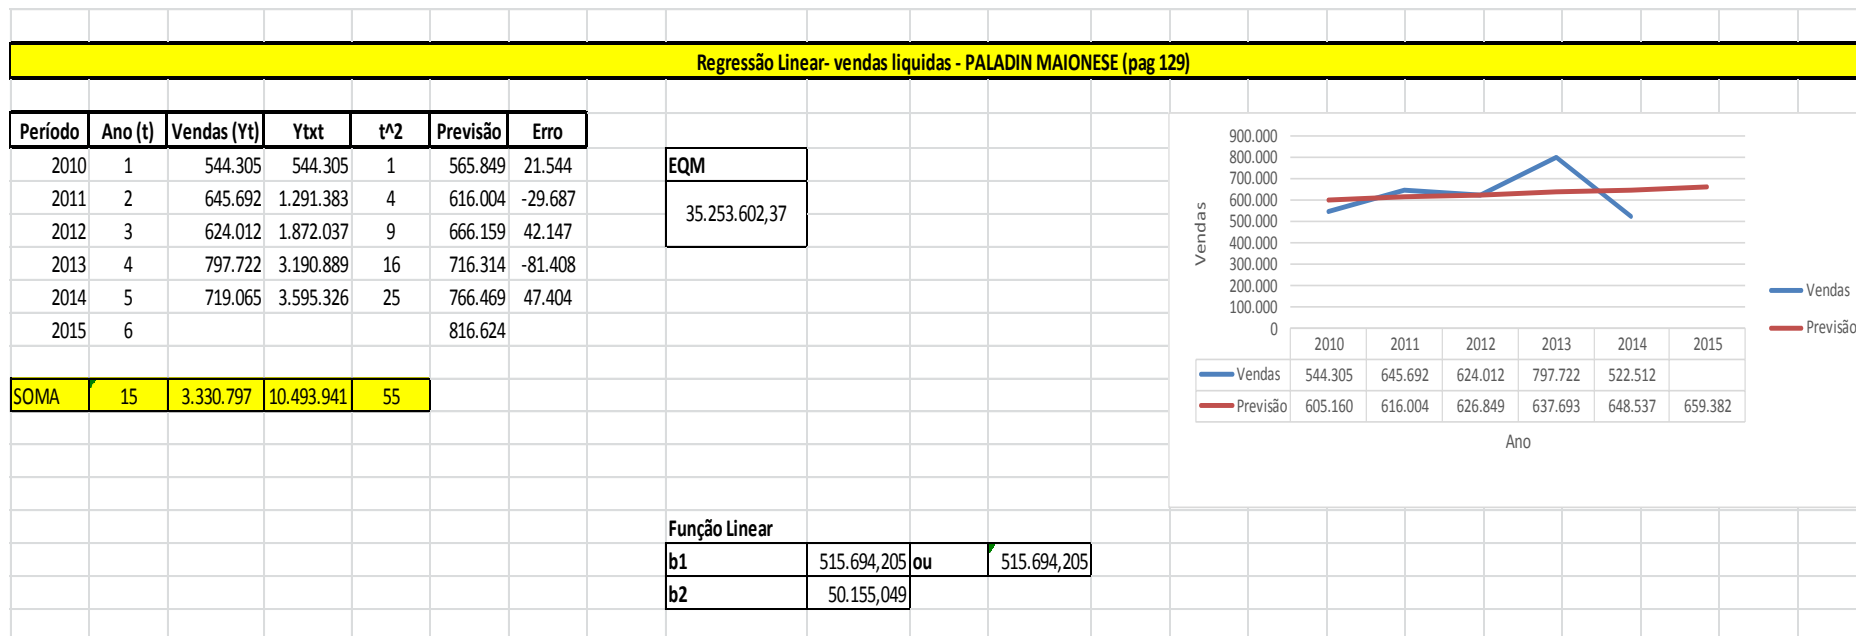 Regressão Linear- vendas liquidas - PALADIN MAIONESE (pag 129)
Período Ano (t) Vendas (Yt) Ytxt t^2 Previsão Erro
2010 1 544.305 544.305 1 565.849 21.544
2011 2 645.692 1.291.383 4 616.004 -29.687
2012 3 624.012 1.872.037 9 666.159 42.147
2013 4 797.722 3.190.889 16 716.314 -81.408
2014 5 719.065 3.595.326 25 766.469 47.404
2015 6 816.624
SOMA 15 3.330.797 10.493.941 55
EQM
35.253.602,37
900.000
800.000
700.000
600.000
500.000
400.000
300.000
200.000
100.000
0
Vendas
2010 2011 2012 2013 2014 2015
Vendas 544.305 645.692 624.012 797.722 522.512
Previsão 605.160 616.004 626.849 637.693 648.537 659.382
Ano
Vendas
Previsão
Função Linear
b1 515.694,205 ou 515.694,205
b2 50.155,049